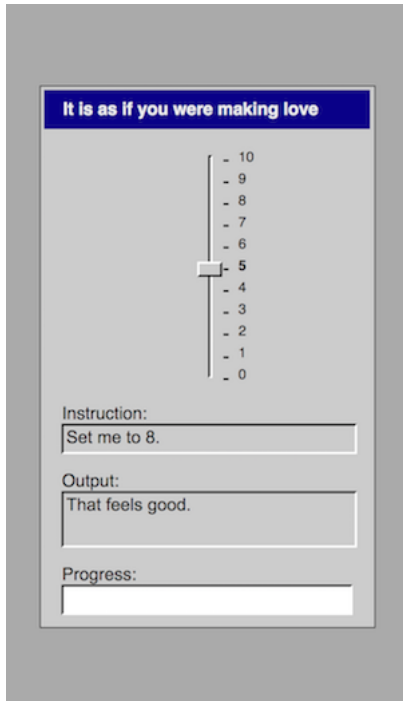 It is as if you were making love
10
9
8
7
6
5
4
3
2
1
0
Instruction:
Set me to 8.
Output:
That feels good.
Progress: